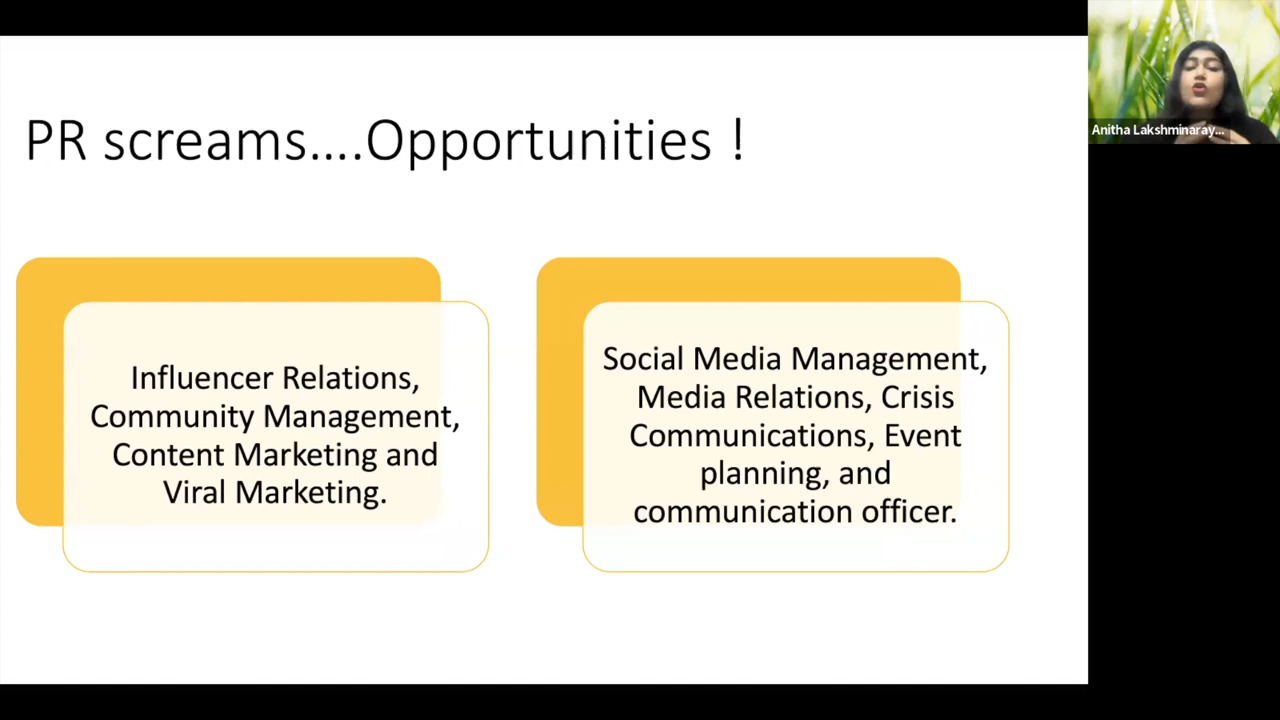 PR screams....Opportunities !
Influencer Relations,
Community Management,
Content Marketing and
Viral Marketing.
Social Media Management,
Media Relations, Crisis
Communications, Event
planning, and
communication officer.
Anitha Lakshminaray...